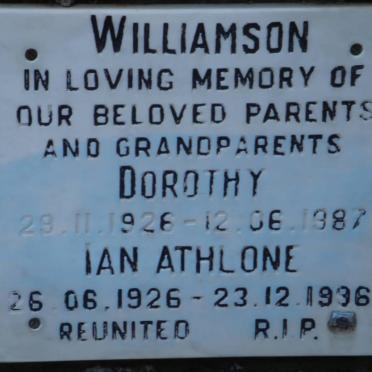 WILLIAMSON
IN LOVING MEMORY OF
OUR BELOVED PARENTS
AND GRANDPARENTS
DOROTHY
29.11.1926-12.06.1987
IAN ATHLONE
26.06.1926-23.12.1996
REUNITED R.I.P.